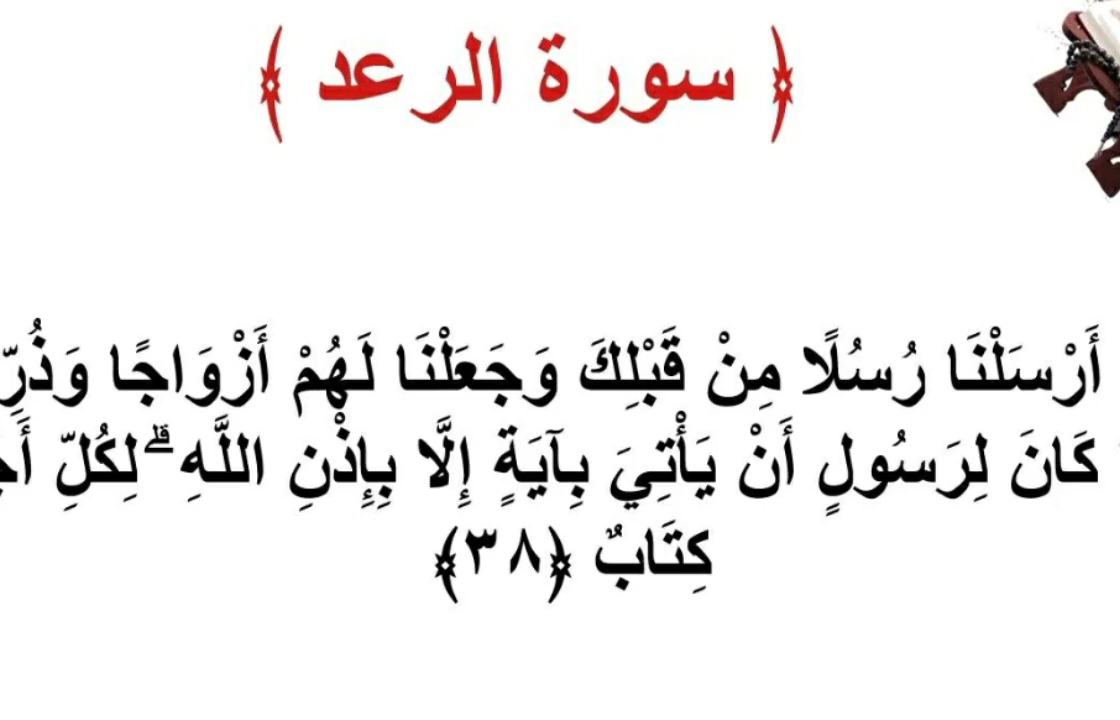 ﴿ سورة الرعد ﴾
أَرْسَلْنَا رُسُلًا مِنْ قَبْلِكَ وَجَعَلْنَا لَهُمْ أَزْوَاجًا
كَانَ لِرَسُولٍ أَنْ يَأْتِيَ بِآيَةٍ إِلَّا بِإِذْنِ اللَّهِ ۗ لِكُلِّ
كِتَابٌ ﴿٣٨﴾